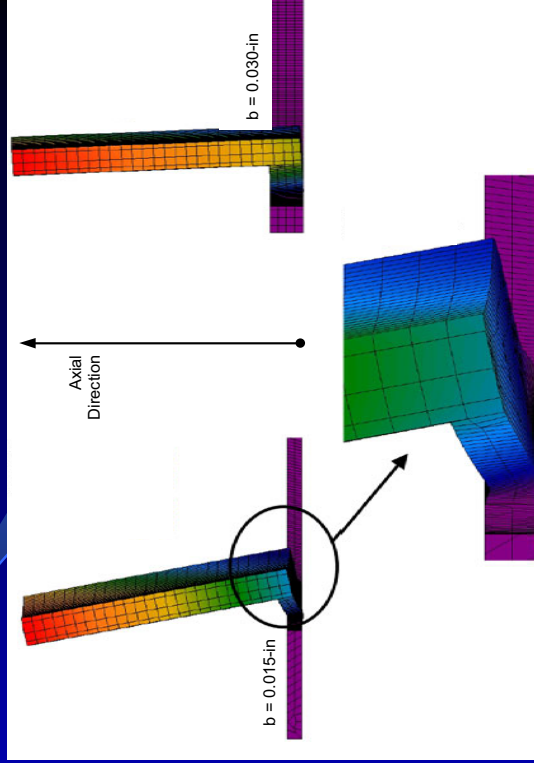 b = 0.030-in
Axial
Direction
b = 0.015-in